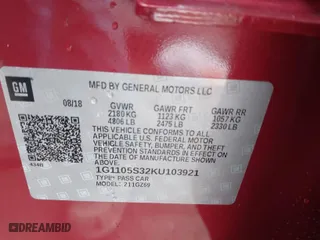 GM
MFD BY GENERAL MOTORS LLC
08/18 GVWR GAWR FRT GAWR RR
2180 KG 1123 KG 1057 KG
4806 LB 2475 LB 2330 LB
THIS VEHICLE CONFORMS TO ALL APPLICABLE
U.S. FEDERAL MOTOR
VEHICLE SAFETY, BUMPER, AND THEFT
PREVENTION STANDARDS IN EFFECT ON THE
DATE OF MANUFACTURE SHOWN ABOVE.
1G1105S32KU103921
TYPE: PASS CAR
MODEL: 211GZ69